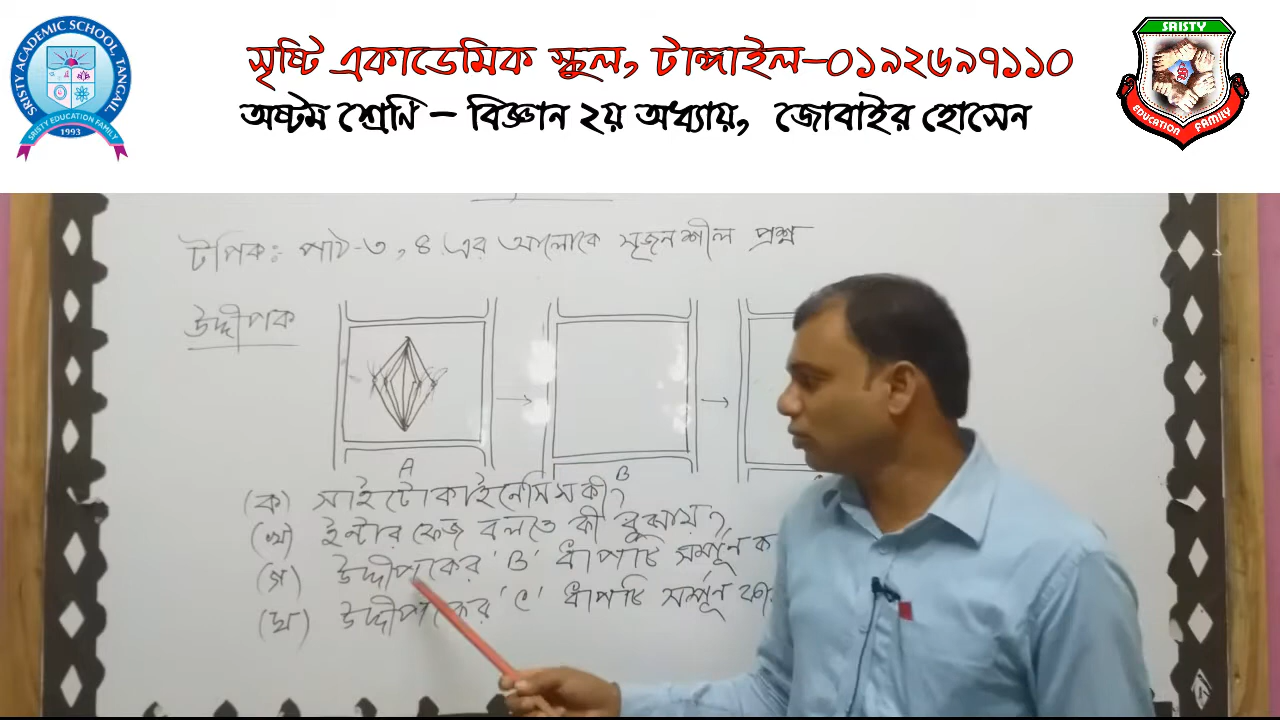 সৃষ্টি একাডেমিক স্কুল, টাঙ্গাইল-০১৯২৬৯৭১১০
অষ্টম শ্রেণি – বিজ্ঞান ২য় অধ্যায়, জোবাইর হোসেন
SRISTY ACADEMIC SCHOOL, TANGAIL
SRISTY EDUCATION FAMILY
1993
SRISTY
EDUCATION FAMILY
টপিক: পাঠ-৩, ৪ এর আলোকে সৃজনশীল প্রশ্ন
উদ্দীপক
A
B
(ক) সাইটোকাইনেসিস কী?
(খ) ইন্টারফেজ বলতে কী বুঝায়?
(গ) উদ্দীপকের 'B' ধাপটি সম্পূর্ন ক
(ঘ) উদ্দীপকের 'C' ধাপটি সম্পূর্ন